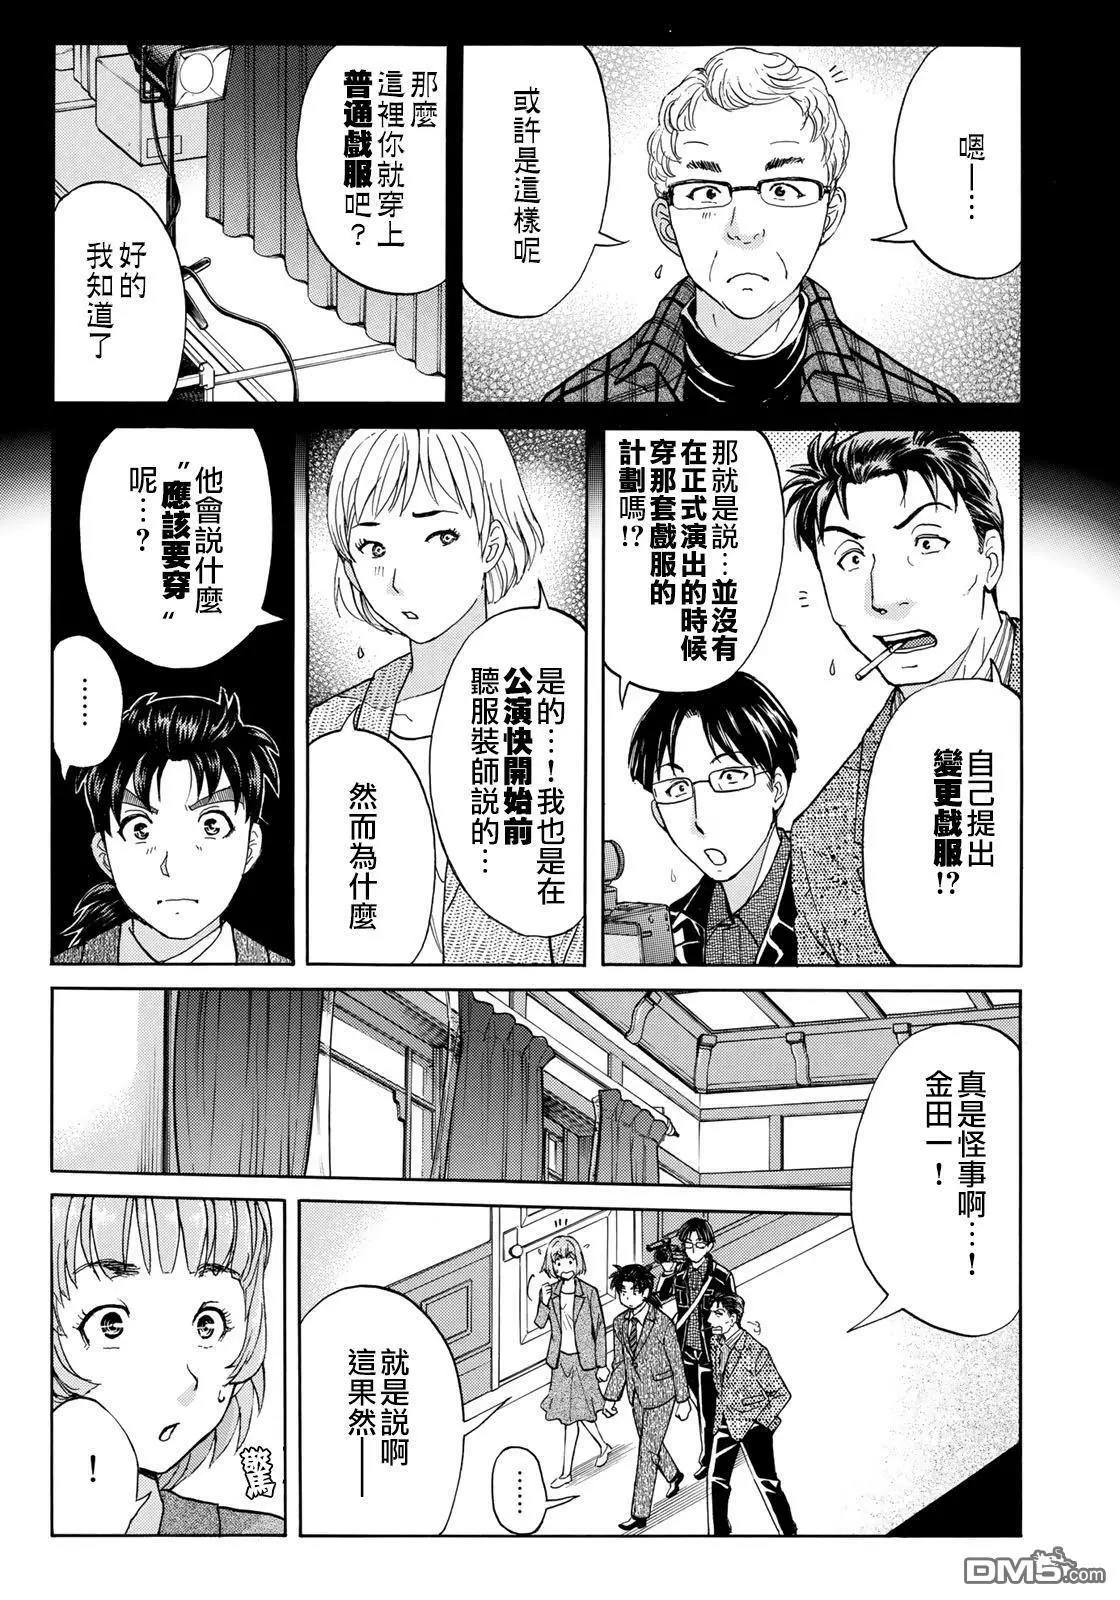 嗯──…
或許是這樣呢
那麼
這裡你就穿上
普通戲服吧？
好的
我知道了
自己提出
變更戲服!?
那就是說…並沒有
在正式演出的時候
穿那套戲服的
計劃嗎!?
是的…！我也是在
公演快開始前
聽服裝師說的…
然而為什麼
他會說什麼
"應該要穿"
呢…？
……
真是怪事啊…！
金田一！
就是說啊
這果然──
……
！
驚
DM5.com